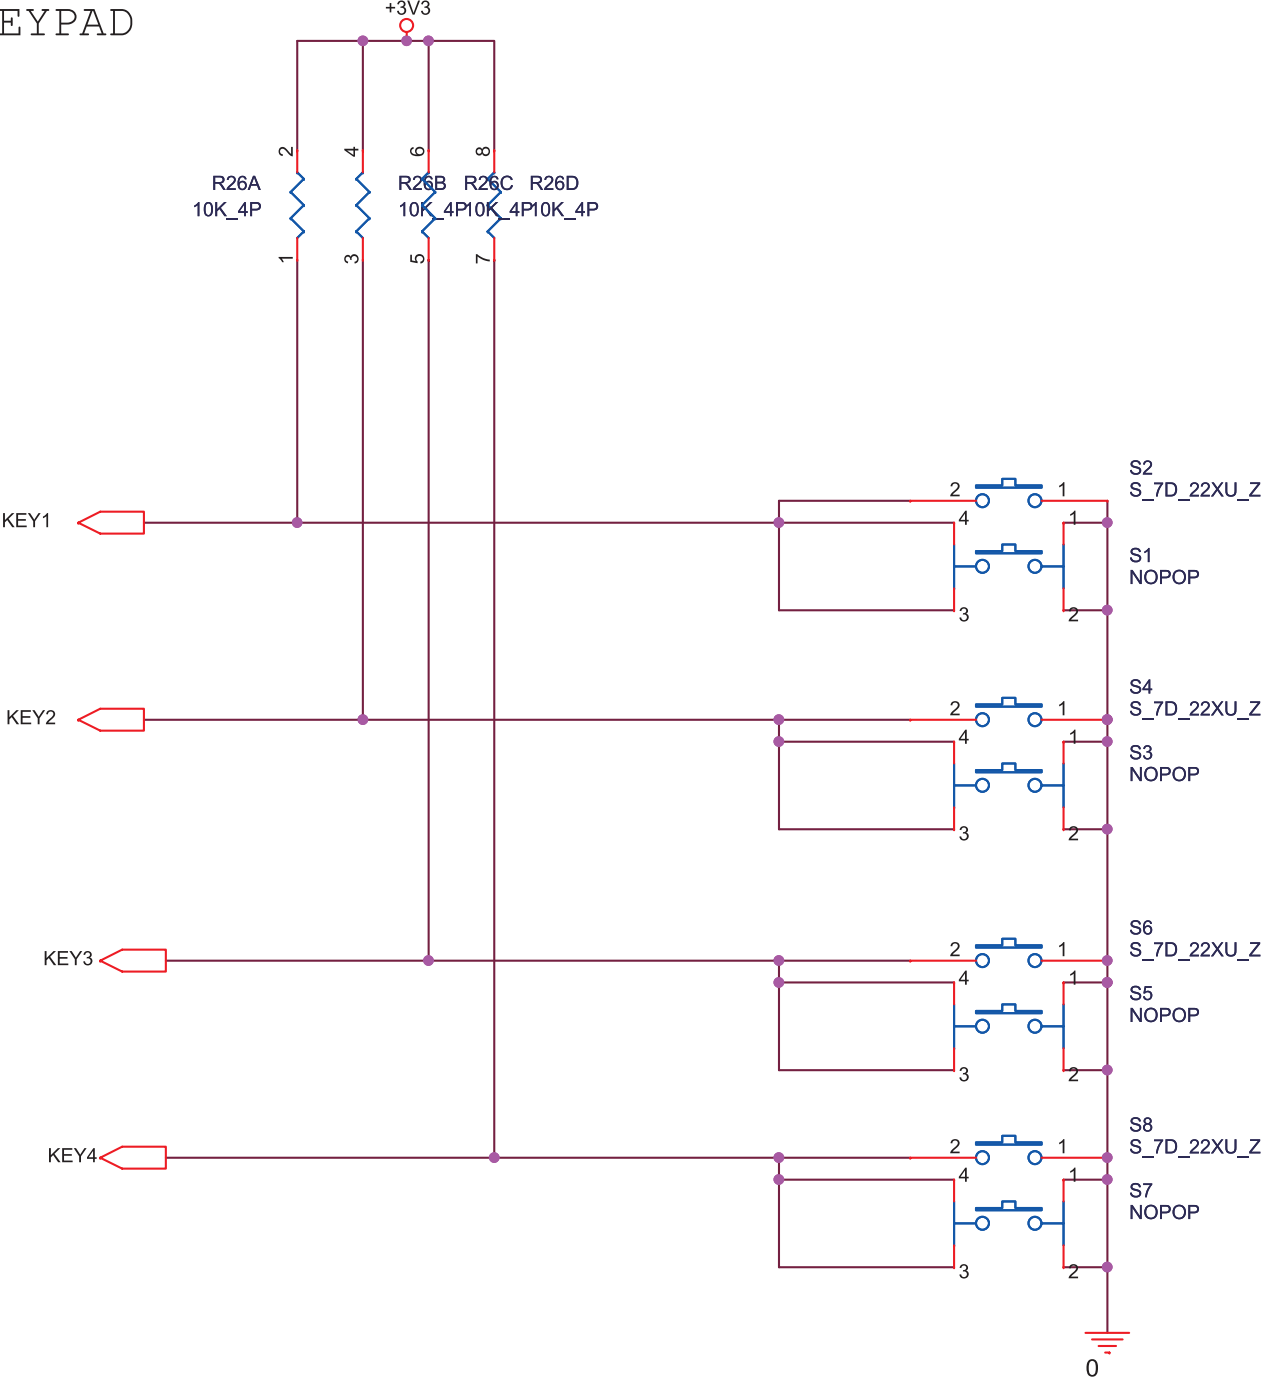 +3V3
EYPAD
2 4 6 8
R26A R26B R26C R26D
10K_4P 10K_4P 10K_4P 10K_4P
1 3 5 7
S2
2 1 S_7D_22XU_Z
KEY1 4 1
S1
NOPOP
3 2
S4
2 1 S_7D_22XU_Z
KEY2
4 1
S3
NOPOP
3 2
S6
2 1 S_7D_22XU_Z
KEY3
4 1
S5
NOPOP
3 2
S8
2 1 S_7D_22XU_Z
KEY4
4 1
S7
NOPOP
3 2
0